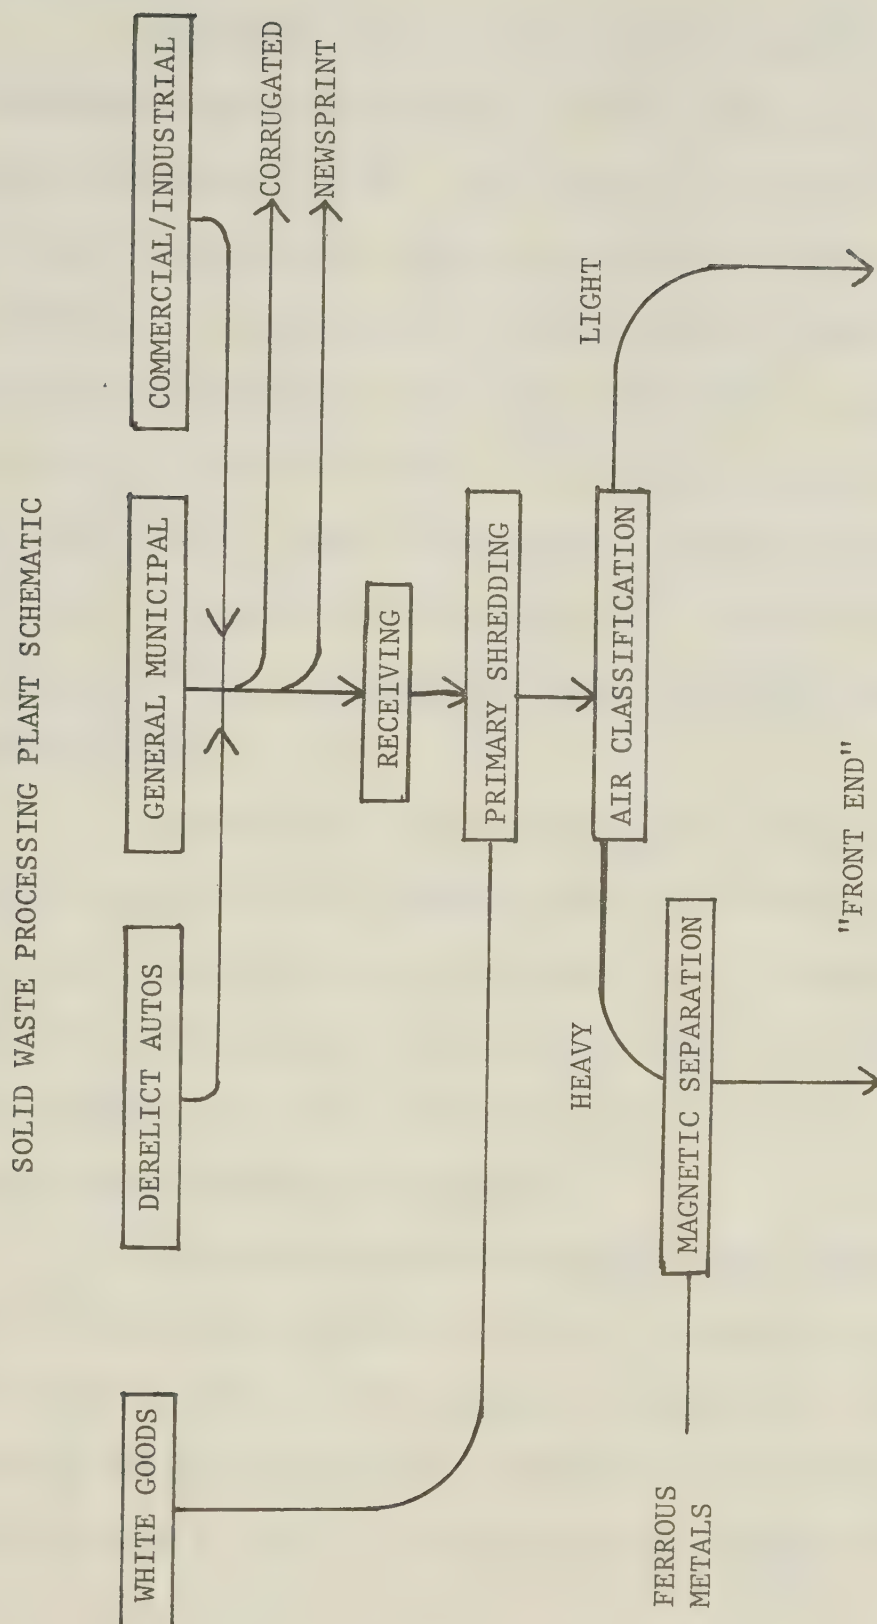 SOLID WASTE PROCESSING PLANT SCHEMATIC
WHITE GOODS
DERELICT AUTOS
GENERAL MUNICIPAL
COMMERCIAL/INDUSTRIAL
CORRUGATED
NEWSPRINT
RECEIVING
PRIMARY SHREDDING
HEAVY
LIGHT
AIR CLASSIFICATION
FERROUS
METALS
MAGNETIC SEPARATION
"FRONT END"